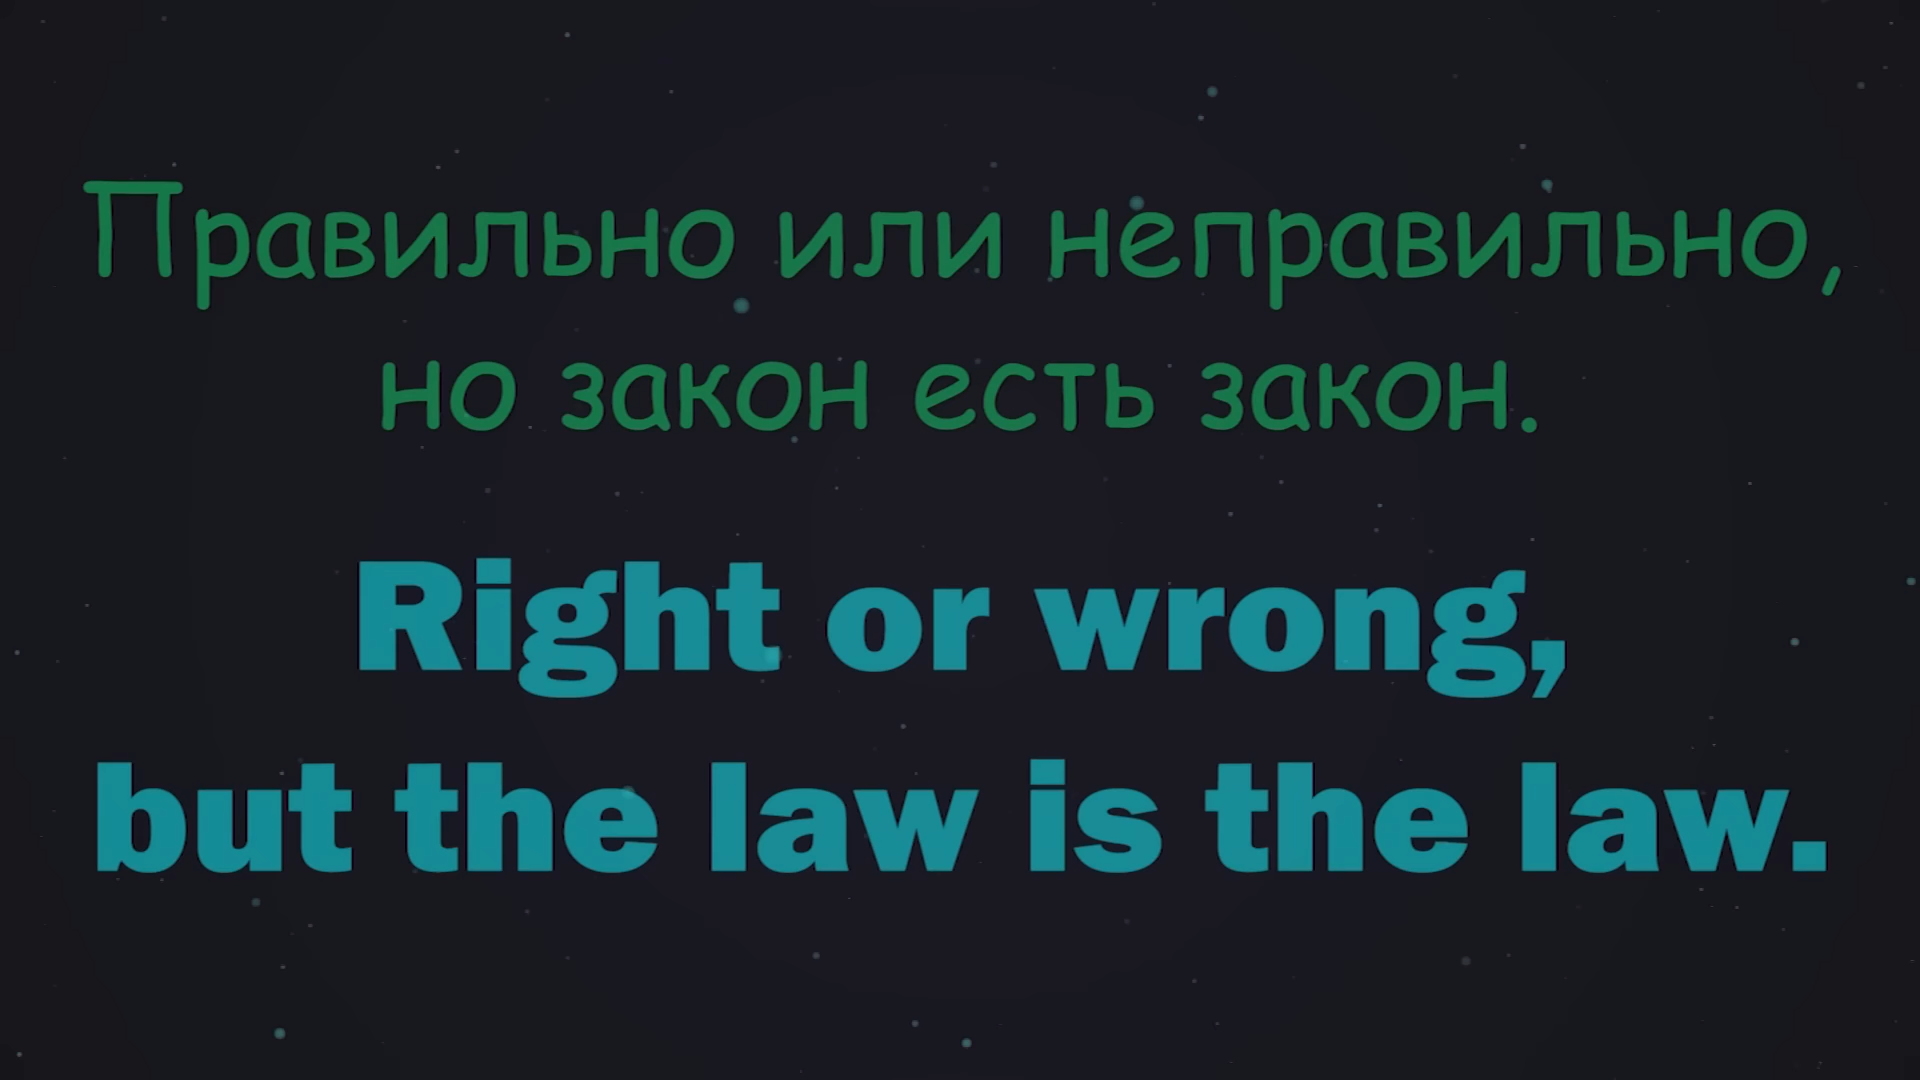 Правильно или неправильно,
но закон есть закон.
Right or wrong,
but the law is the law.